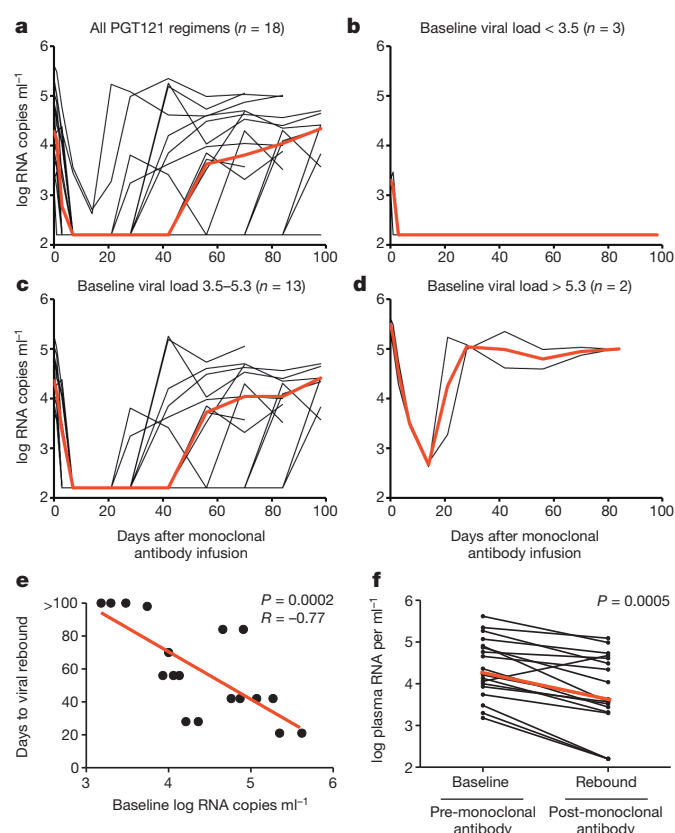 a
All PGT121 regimens (n = 18)
log RNA copies ml⁻¹
6
5
4
3
2
0 20 40 60 80 100
b
Baseline viral load < 3.5 (n = 3)
6
5
4
3
2
0 20 40 60 80 100
c
Baseline viral load 3.5–5.3 (n = 13)
log RNA copies ml⁻¹
6
5
4
3
2
0 20 40 60 80 100
Days after monoclonal
antibody infusion
d
Baseline viral load > 5.3 (n = 2)
6
5
4
3
2
0 20 40 60 80 100
Days after monoclonal
antibody infusion
e
P = 0.0002
R = –0.77
Days to viral rebound
>100
80
60
40
20
0
3 4 5 6
Baseline log RNA copies ml⁻¹
f
P = 0.0005
log plasma RNA per ml⁻¹
6
5
4
3
2
Baseline Rebound
Pre-monoclonal
antibody
Post-monoclonal
antibody